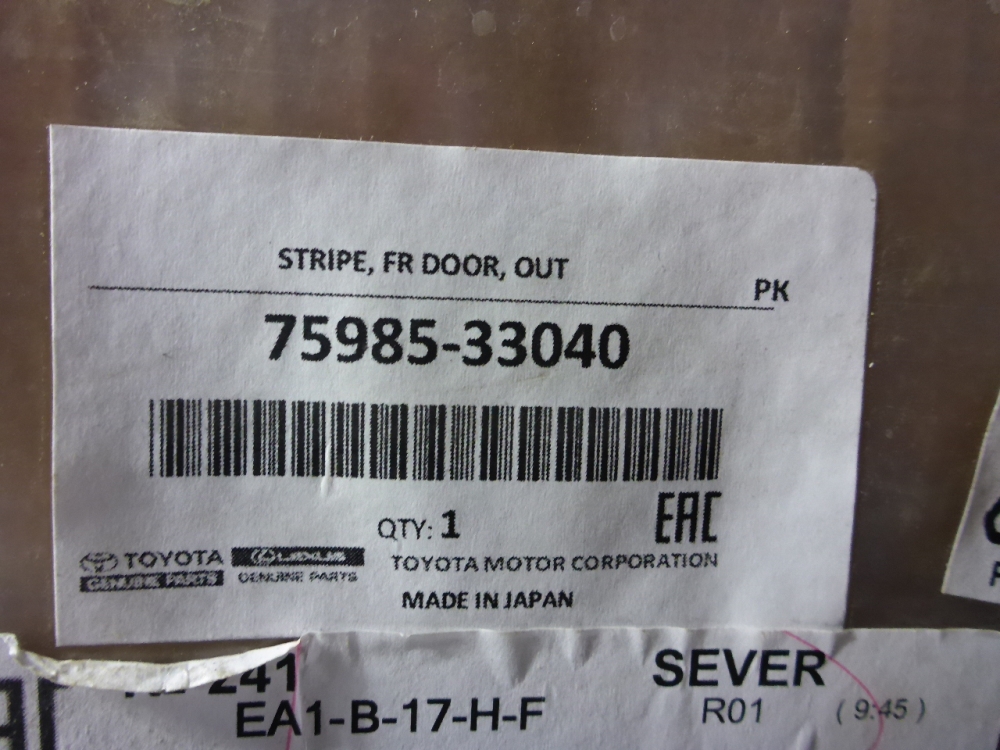 STRIPE, FR DOOR, OUT
PK
75985-33040
QTY: 1
EAC
TOYOTA
GENUINE PARTS
LEXUS
GENUINE PARTS
TOYOTA MOTOR CORPORATION
MADE IN JAPAN
241
SEVER
EA1-B-17-H-F
R01
( 9:45 )